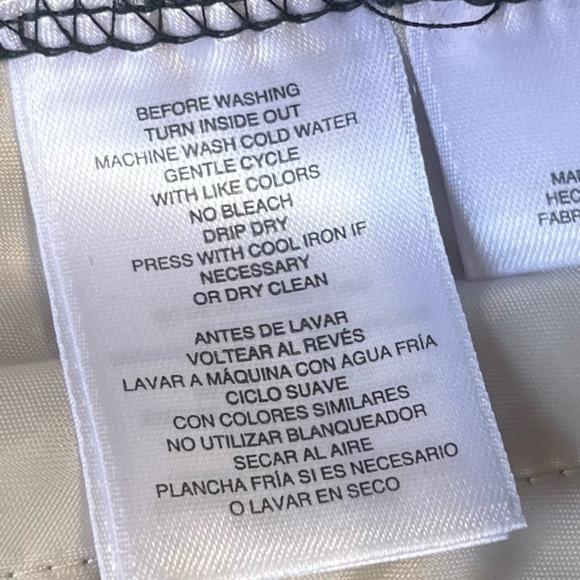 BEFORE WASHING
TURN INSIDE OUT
MACHINE WASH COLD WATER
GENTLE CYCLE
WITH LIKE COLORS
NO BLEACH
DRIP DRY
PRESS WITH COOL IRON IF
NECESSARY
OR DRY CLEAN
ANTES DE LAVAR
VOLTEAR AL REVÉS
LAVAR A MÁQUINA CON AGUA FRÍA
CICLO SUAVE
CON COLORES SIMILARES
NO UTILIZAR BLANQUEADOR
SECAR AL AIRE
PLANCHA FRÍA SI ES NECESARIO
O LAVAR EN SECO